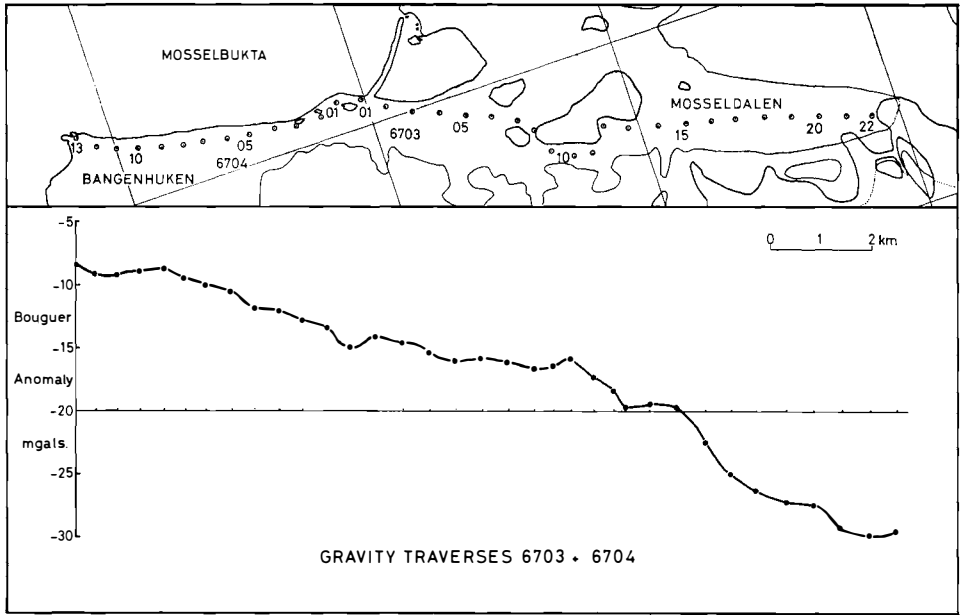 MOSSELBUKTA
MOSSELDALEN
01 01
13 10 05 6703 05 15 20 22
6704 10
BANGENHUKEN
-5
0 1 2 km
-10
Bouguer
-15
Anomaly
-20
mgals.
-25
-30
GRAVITY TRAVERSES 6703 + 6704